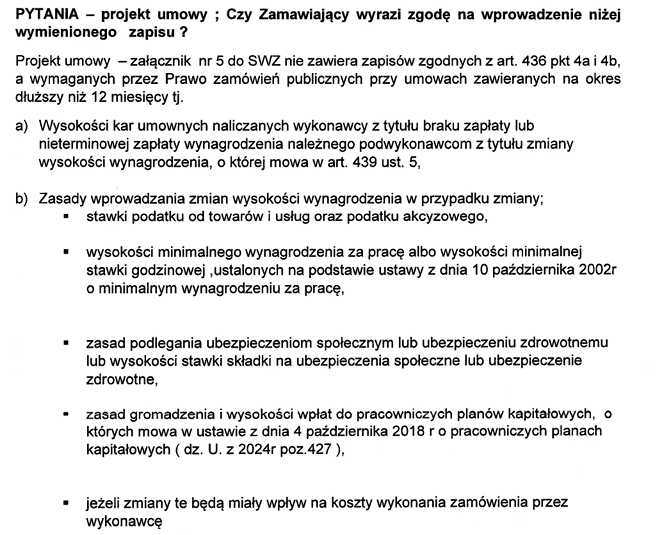 PYTANIA – projekt umowy ; Czy Zamawiający wyrazi zgodę na wprowadzenie niżej
wymienionego zapisu ?
Projekt umowy – załącznik nr 5 do SWZ nie zawiera zapisów zgodnych z art. 436 pkt 4a i 4b,
a wymaganych przez Prawo zamówień publicznych przy umowach zawieranych na okres
dłuższy niż 12 miesięcy tj.
a) Wysokości kar umownych naliczanych wykonawcy z tytułu braku zapłaty lub
nieterminowej zapłaty wynagrodzenia należnego podwykonawcom z tytułu zmiany
wysokości wynagrodzenia, o której mowa w art. 439 ust. 5,
b) Zasady wprowadzania zmian wysokości wynagrodzenia w przypadku zmiany;
▪ stawki podatku od towarów i usług oraz podatku akcyzowego,
▪ wysokości minimalnego wynagrodzenia za pracę albo wysokości minimalnej
stawki godzinowej ,ustalonych na podstawie ustawy z dnia 10 października 2002r
o minimalnym wynagrodzeniu za pracę,
▪ zasad podlegania ubezpieczeniom społecznym lub ubezpieczeniu zdrowotnemu
lub wysokości stawki składki na ubezpieczenia społeczne lub ubezpieczenie
zdrowotne,
▪ zasad gromadzenia i wysokości wpłat do pracowniczych planów kapitałowych, o
których mowa w ustawie z dnia 4 października 2018 r o pracowniczych planach
kapitałowych ( dz. U. z 2024r poz.427 ),
▪ jeżeli zmiany te będą miały wpływ na koszty wykonania zamówienia przez
wykonawcę